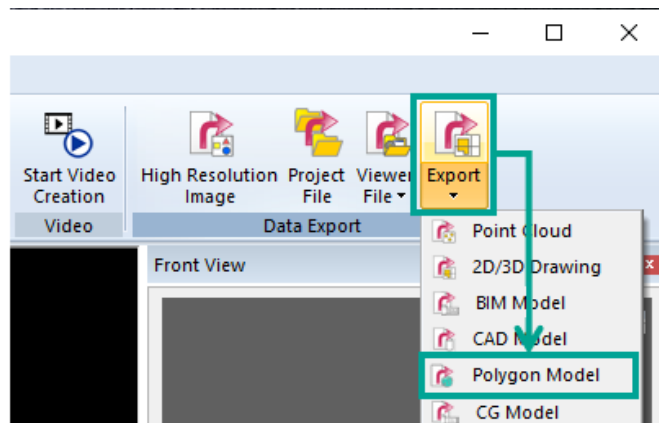 Start Video
Creation
High Resolution
Image
Project
File
Viewer
File
Export
Video
Data Export
Front View
Point Cloud
2D/3D Drawing
BIM Model
CAD Model
Polygon Model
CG Model